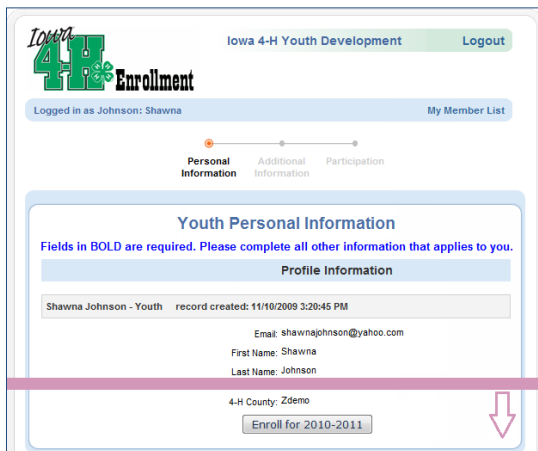 Iowa
4-H
Enrollment
Iowa 4-H Youth Development
Logout
Logged in as Johnson: Shawna
My Member List
Personal Information
Additional Information
Participation
Youth Personal Information
Fields in BOLD are required. Please complete all other information that applies to you.
Profile Information
Shawna Johnson - Youth record created: 11/10/2009 3:20:45 PM
Email: shawnajohnson@yahoo.com
First Name: Shawna
Last Name: Johnson
4-H County: Zdemo
Enroll for 2010-2011